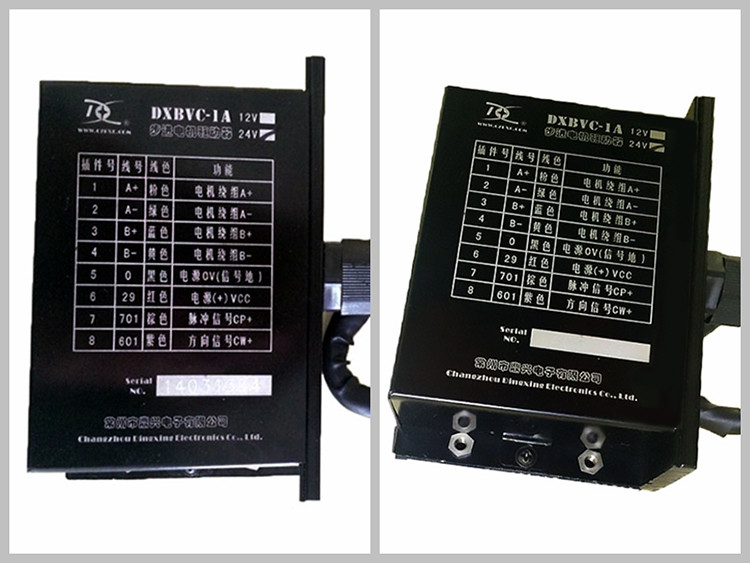 DXBVC-1A 12V
步进电机驱动器 24V
插件号 线号 线色 功能
1 A+ 粉色 电机绕组A+
2 A- 绿色 电机绕组A-
3 B+ 蓝色 电机绕组B+
4 B- 黄色 电机绕组B-
5 0 黑色 电源0V(信号地)
6 29 红色 电源(+)VCC
7 701 棕色 脉冲信号CP+
8 601 紫色 方向信号CW+
Serial
NO.
常州市鼎兴电子有限公司
Changzhou Dingxing Electronics Co., Ltd.
DXBVC-1A 12V
步进电机驱动器 24V
插件号 线号 线色 功能
1 A+ 粉色 电机绕组A+
2 A- 绿色 电机绕组A-
3 B+ 蓝色 电机绕组B+
4 B- 黄色 电机绕组B-
5 0 黑色 电源0V(信号地)
6 29 红色 电源(+)VCC
7 701 棕色 脉冲信号CP+
8 601 紫色 方向信号CW+
Serial
NO.
常州市鼎兴电子有限公司
Changzhou Dingxing Electronics Co., Ltd.